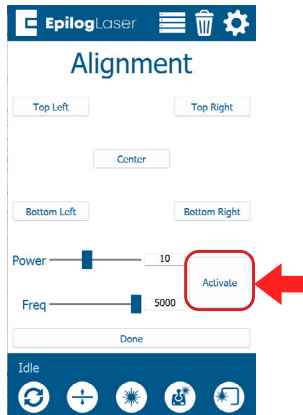 EpilogLaser
Alignment
Top Left
Top Right
Center
Bottom Left
Bottom Right
Power
10
Activate
Freq
5000
Done
Idle